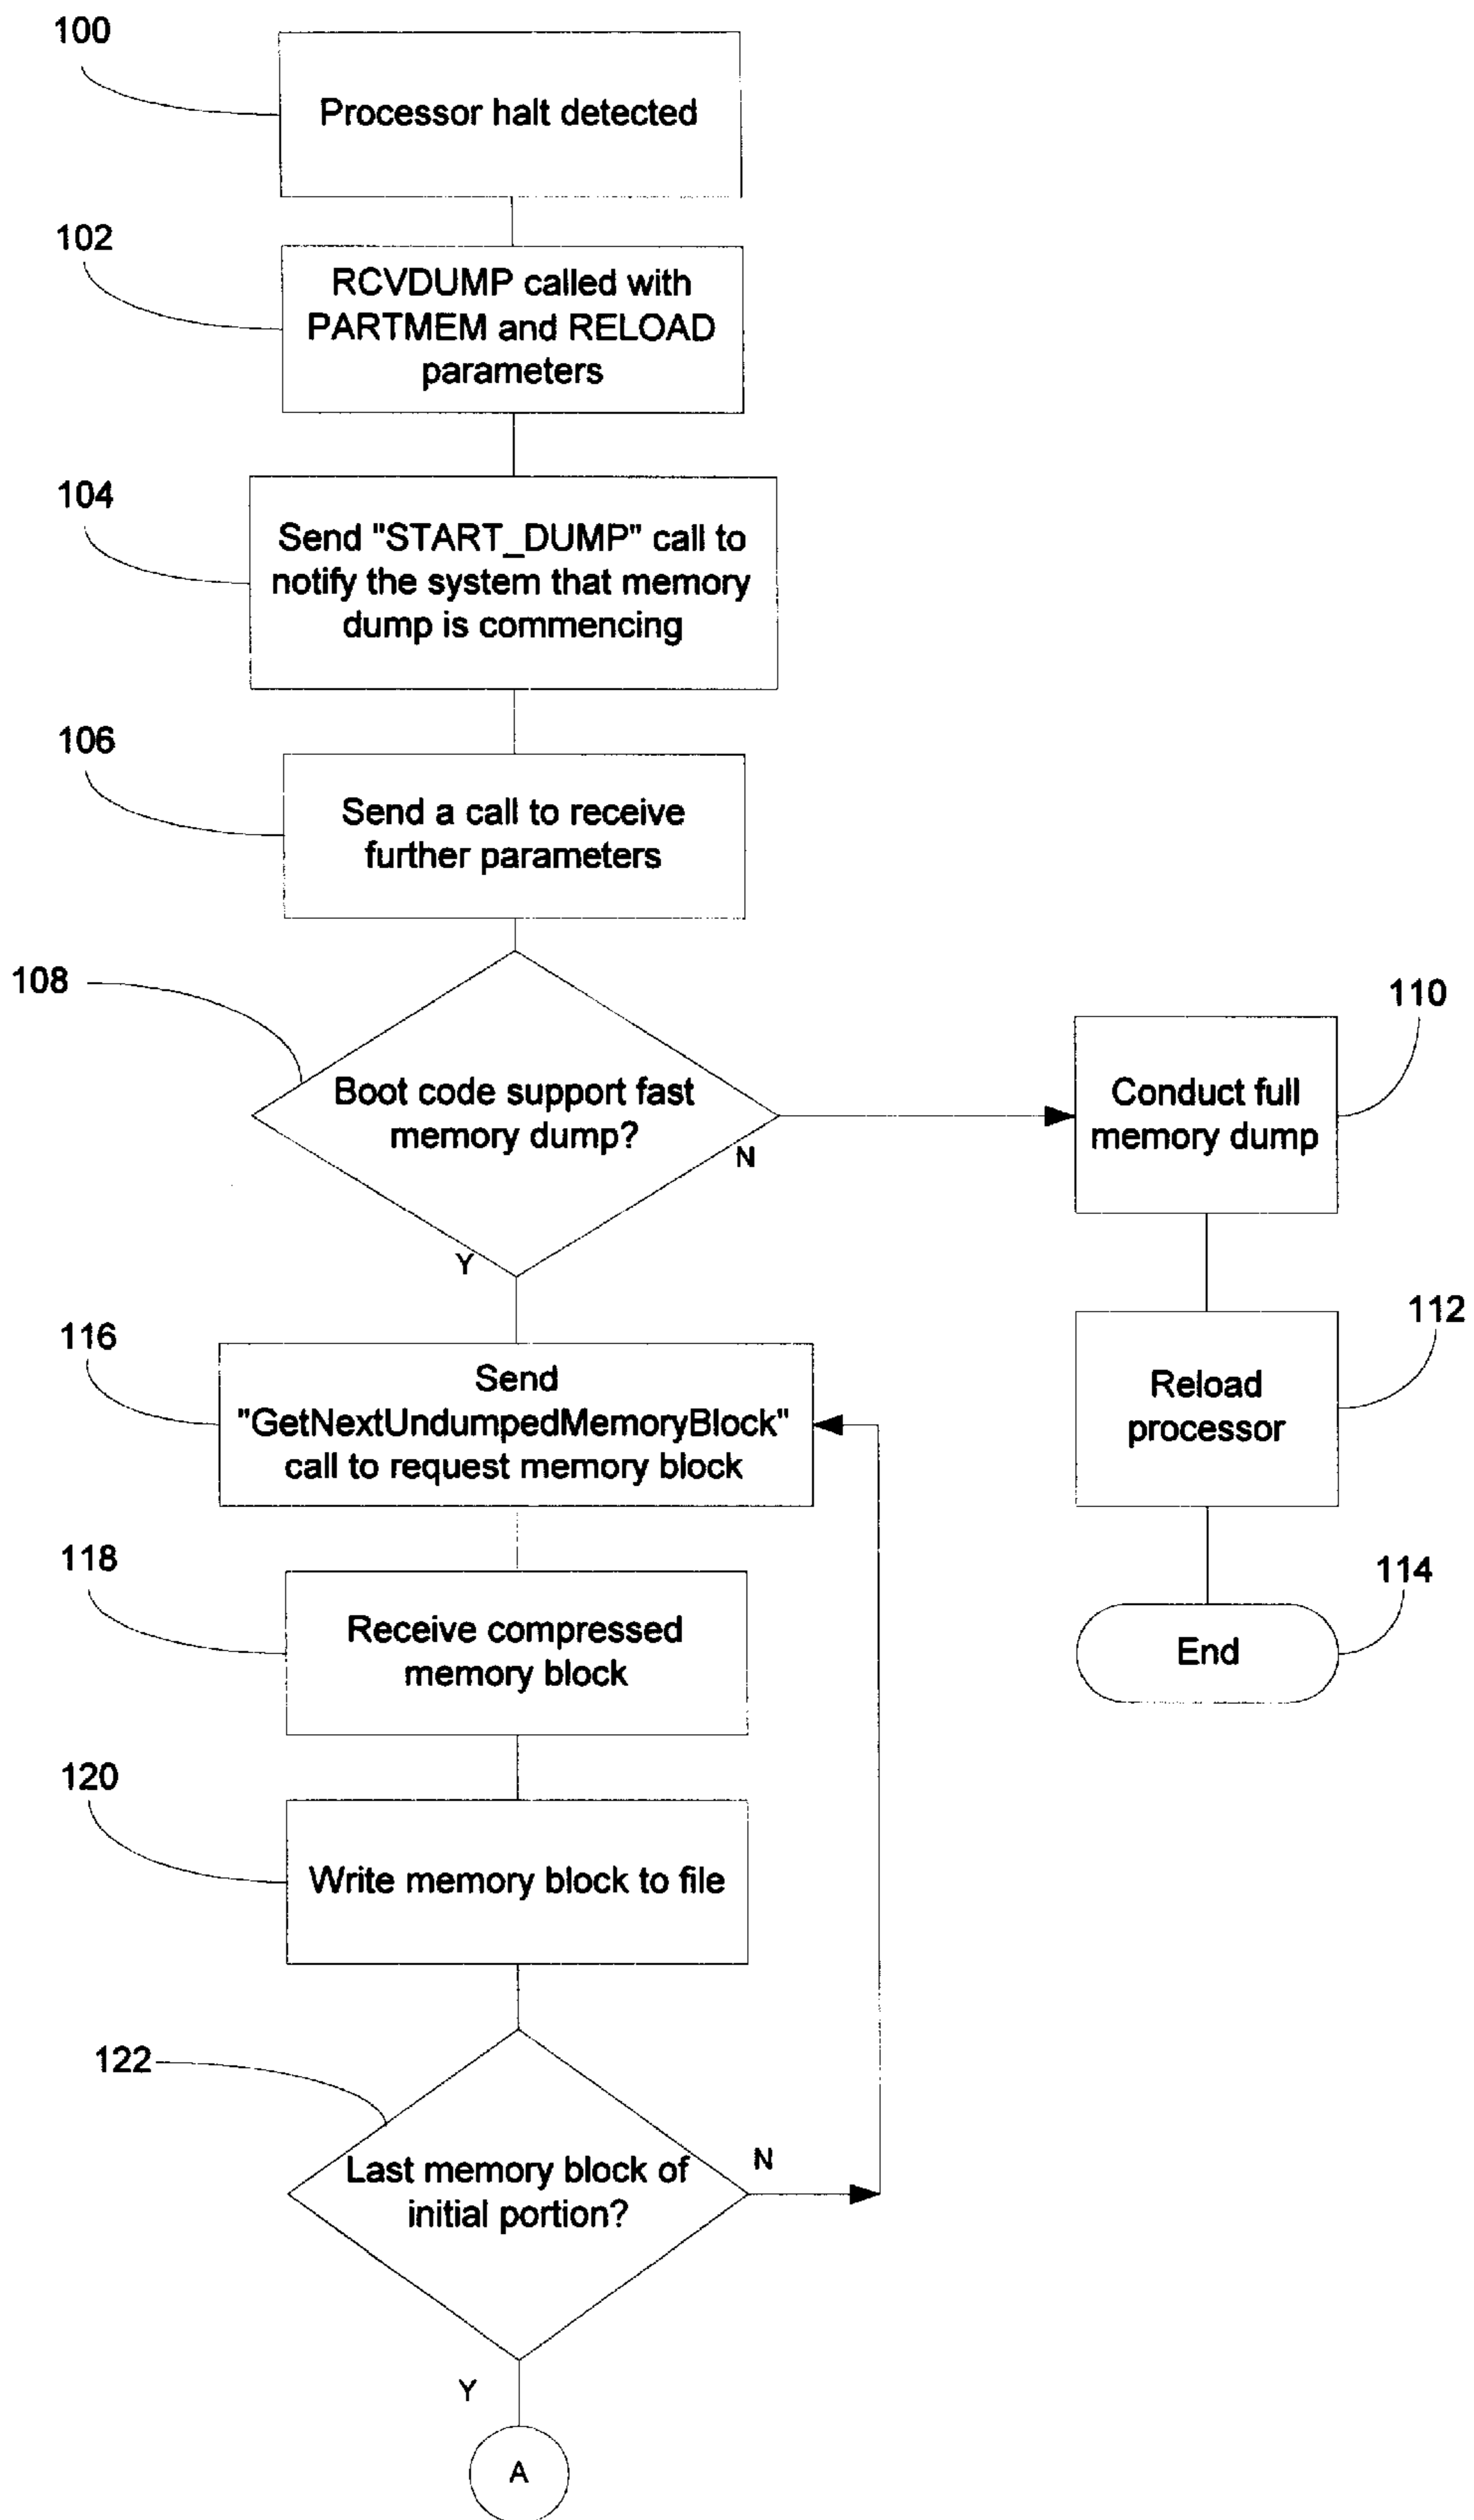 100
Processor halt detected
102
RCVDUMP called with
PARTMEM and RELOAD
parameters
104
Send "START_DUMP" call to
notify the system that memory
dump is commencing
106
Send a call to receive
further parameters
108
Boot code support fast
memory dump?
N
Y
110
Conduct full
memory dump
112
Reload
processor
114
End
116
Send
"GetNextUndumpedMemoryBlock"
call to request memory block
118
Receive compressed
memory block
120
Write memory block to file
122
Last memory block of
initial portion?
N
Y
A